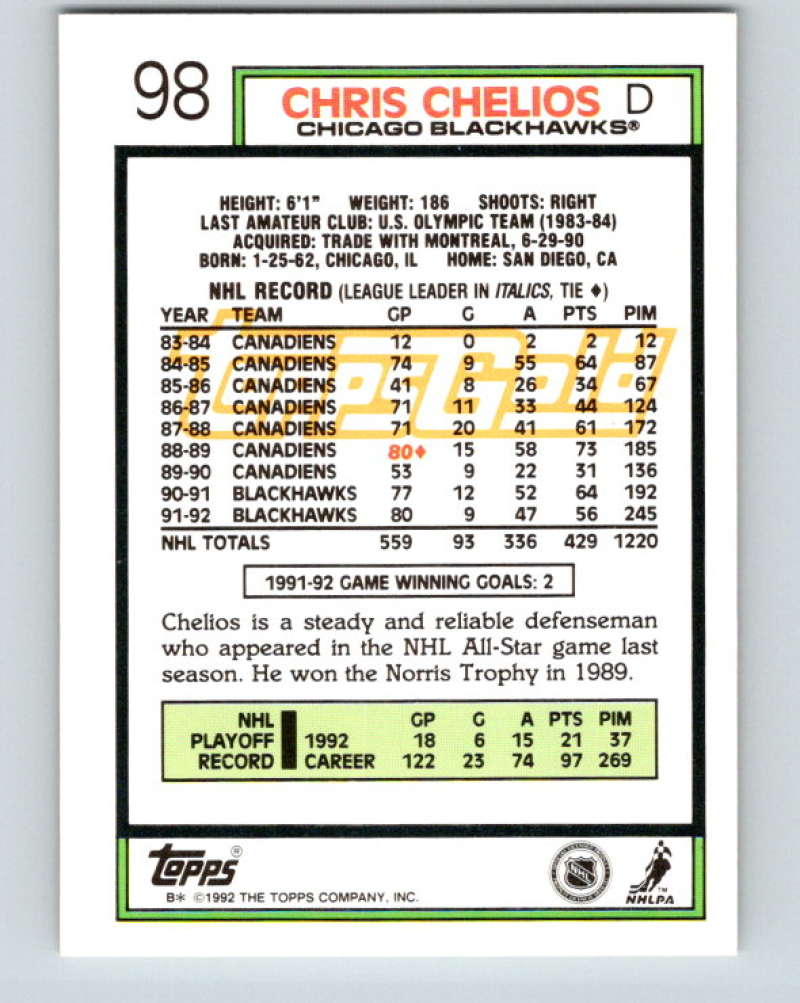 98
CHRIS CHELIOS D
CHICAGO BLACKHAWKS®
HEIGHT: 6'1" WEIGHT: 186 SHOOTS: RIGHT
LAST AMATEUR CLUB: U.S. OLYMPIC TEAM (1983-84)
ACQUIRED: TRADE WITH MONTREAL, 6-29-90
BORN: 1-25-62, CHICAGO, IL HOME: SAN DIEGO, CA
NHL RECORD (LEAGUE LEADER IN ITALICS, TIE ♦)
YEAR TEAM GP G A PTS PIM
83-84 CANADIENS 12 0 2 2 12
84-85 CANADIENS 74 9 55 64 87
85-86 CANADIENS 41 8 26 34 67
86-87 CANADIENS 71 11 33 44 124
87-88 CANADIENS 71 20 41 61 172
88-89 CANADIENS 80♦ 15 58 73 185
89-90 CANADIENS 53 9 22 31 136
90-91 BLACKHAWKS 77 12 52 64 192
91-92 BLACKHAWKS 80 9 47 56 245
ToppsGold
NHL TOTALS 559 93 336 429 1220
1991-92 GAME WINNING GOALS: 2
Chelios is a steady and reliable defenseman
who appeared in the NHL All-Star game last
season. He won the Norris Trophy in 1989.
NHL GP G A PTS PIM
PLAYOFF 1992 18 6 15 21 37
RECORD CAREER 122 23 74 97 269
TOPPS®
B* ©1992 THE TOPPS COMPANY, INC.
NHL
NHLPA™